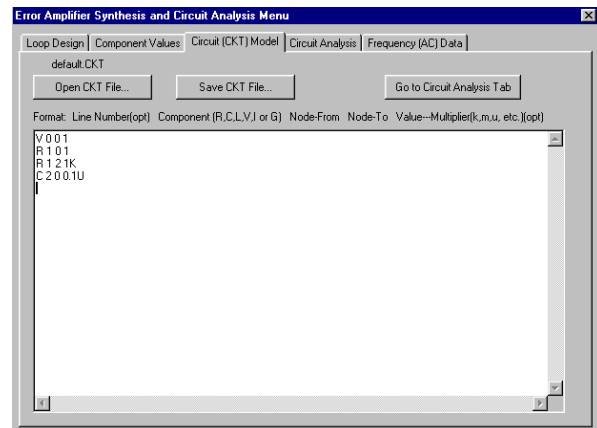 Error Amplifier Synthesis and Circuit Analysis Menu
Loop Design Component Values Circuit (CKT) Model Circuit Analysis Frequency (AC) Data
default.CKT
Open CKT File... Save CKT File... Go to Circuit Analysis Tab
Format: Line Number(opt) Component (R,C,L,V,I or G) Node-From Node-To Value---Multiplier(k,m,u, etc.)(opt)
V 0 0 1
R 1 0 1
R 1 2 1K
C 2 0 0.1U